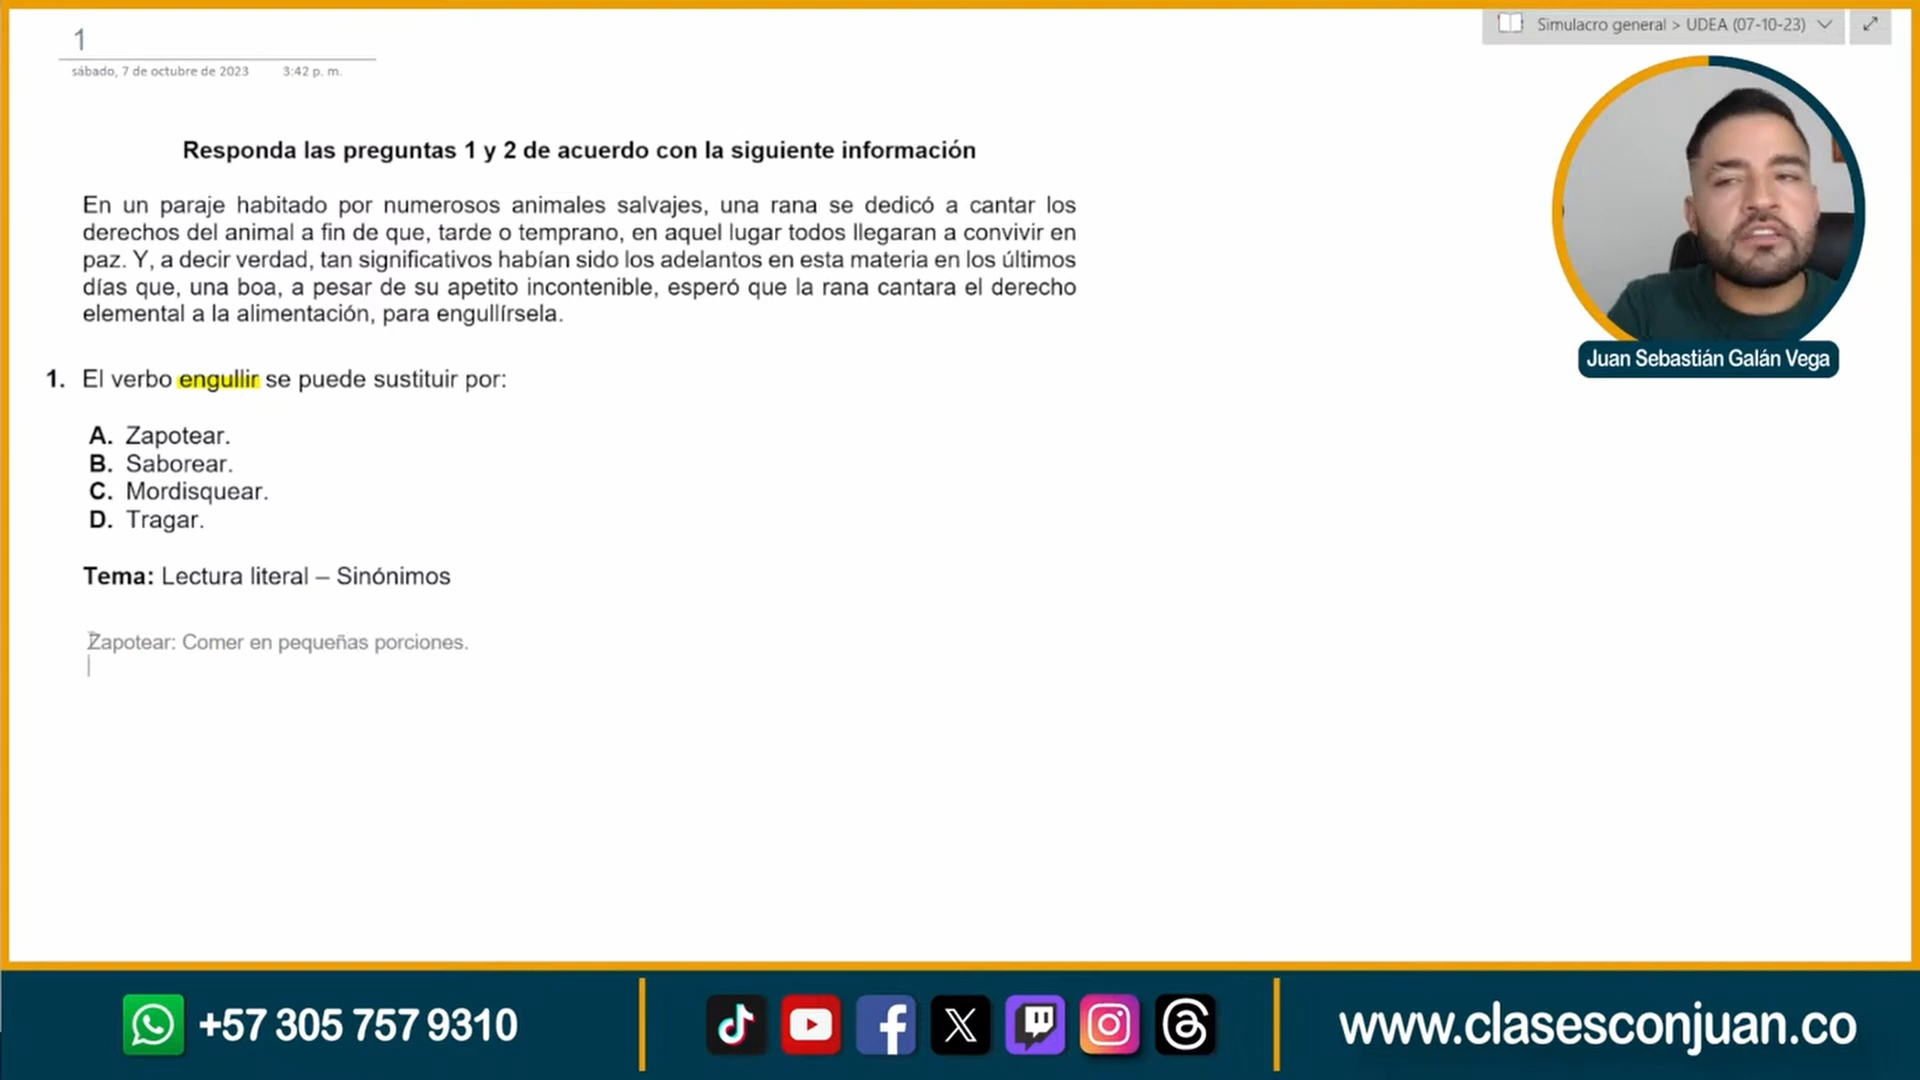 1
sábado, 7 de octubre de 2023 3:42 p. m.
Simulacro general > UDEA (07-10-23)
Responda las preguntas 1 y 2 de acuerdo con la siguiente información
En un paraje habitado por numerosos animales salvajes, una rana se dedicó a cantar los
derechos del animal a fin de que, tarde o temprano, en aquel lugar todos llegaran a convivir en
paz. Y, a decir verdad, tan significativos habían sido los adelantos en esta materia en los últimos
días que, una boa, a pesar de su apetito incontenible, esperó que la rana cantara el derecho
elemental a la alimentación, para engullírsela.
Juan Sebastián Galán Vega
1. El verbo engullir se puede sustituir por:
A. Zapotear.
B. Saborear.
C. Mordisquear.
D. Tragar.
Tema: Lectura literal – Sinónimos
Zapotear: Comer en pequeñas porciones.
+57 305 757 9310
www.clasesconjuan.co